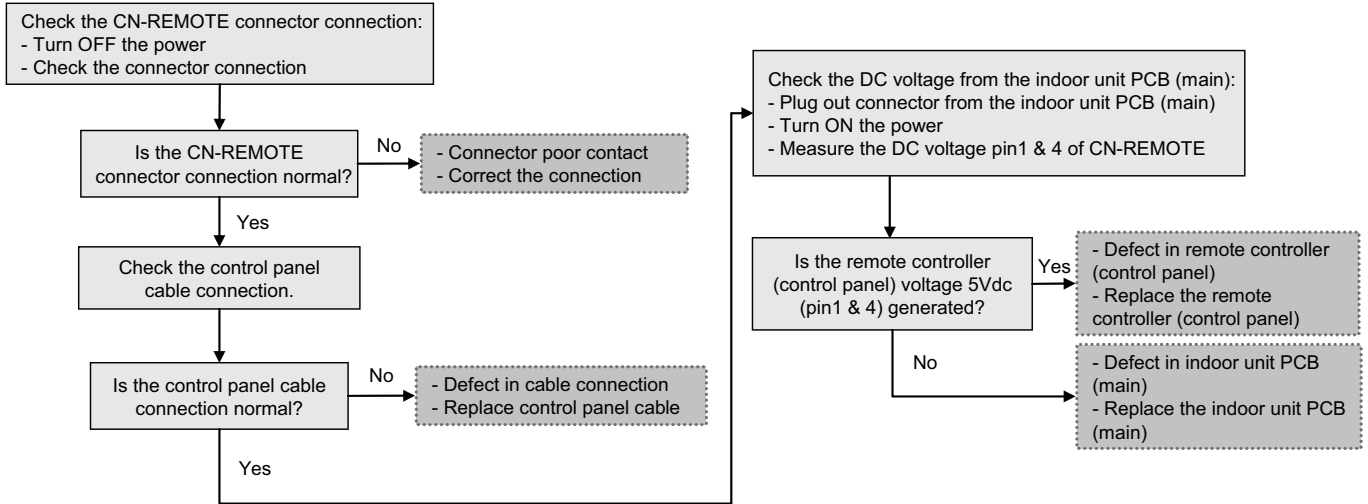 Check the CN-REMOTE connector connection:
- Turn OFF the power
- Check the connector connection
Is the CN-REMOTE
connector connection normal?
No
- Connector poor contact
- Correct the connection
Yes
Check the control panel
cable connection.
Is the control panel cable
connection normal?
No
- Defect in cable connection
- Replace control panel cable
Yes
Check the DC voltage from the indoor unit PCB (main):
- Plug out connector from the indoor unit PCB (main)
- Turn ON the power
- Measure the DC voltage pin1 & 4 of CN-REMOTE
Is the remote controller
(control panel) voltage 5Vdc
(pin1 & 4) generated?
Yes
- Defect in remote controller
(control panel)
- Replace the remote
controller (control panel)
No
- Defect in indoor unit PCB
(main)
- Replace the indoor unit PCB
(main)